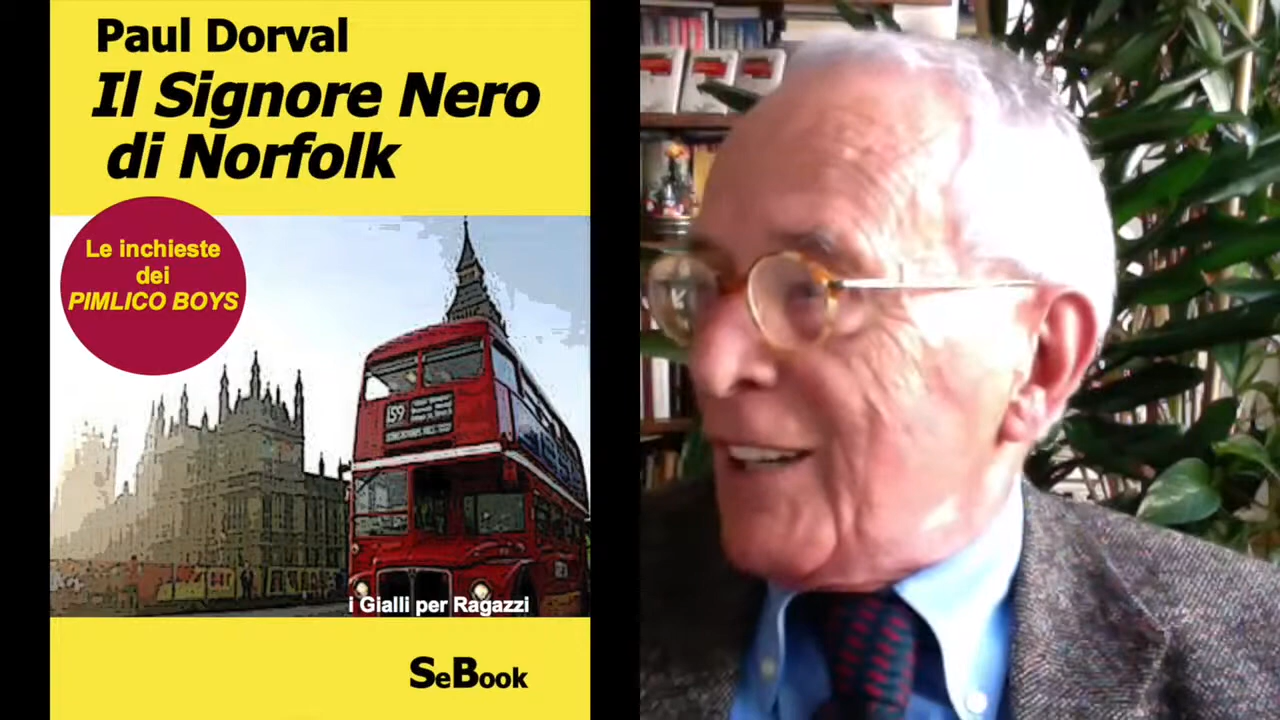 Paul Dorval
Il Signore Nero
di Norfolk
Le inchieste
dei
PIMLICO BOYS
159
i Gialli per Ragazzi
SeBook